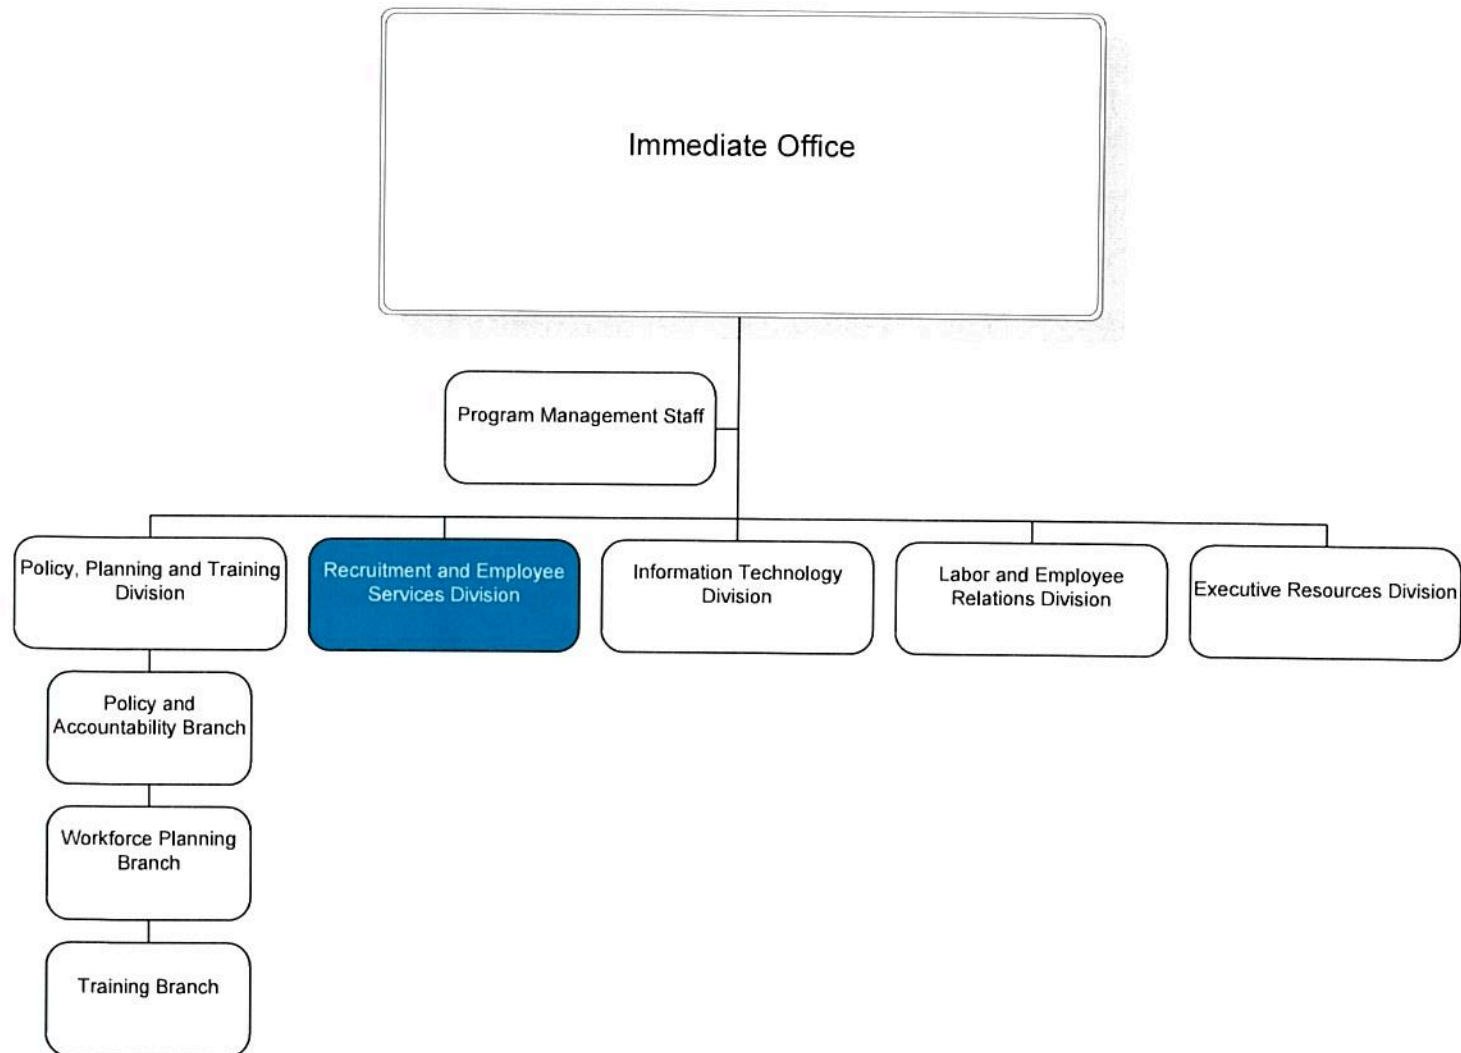 Immediate Office
Program Management Staff
Policy, Planning and Training
Division
Recruitment and Employee
Services Division
Information Technology
Division
Labor and Employee
Relations Division
Executive Resources Division
Policy and
Accountability Branch
Workforce Planning
Branch
Training Branch